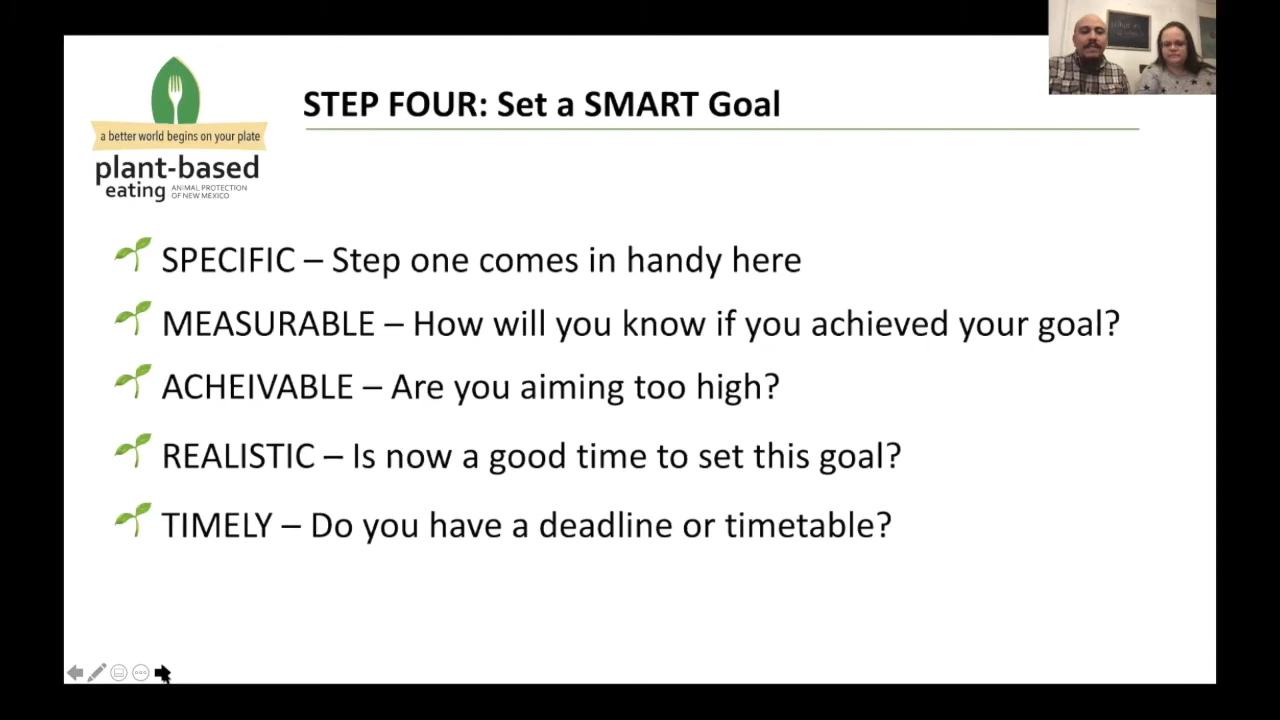 STEP FOUR: Set a SMART Goal
a better world begins on your plate
plant-based
eating
ANIMAL PROTECTION
OF NEW MEXICO
SPECIFIC – Step one comes in handy here
MEASURABLE – How will you know if you achieved your goal?
ACHEIVABLE – Are you aiming too high?
REALISTIC – Is now a good time to set this goal?
TIMELY – Do you have a deadline or timetable?